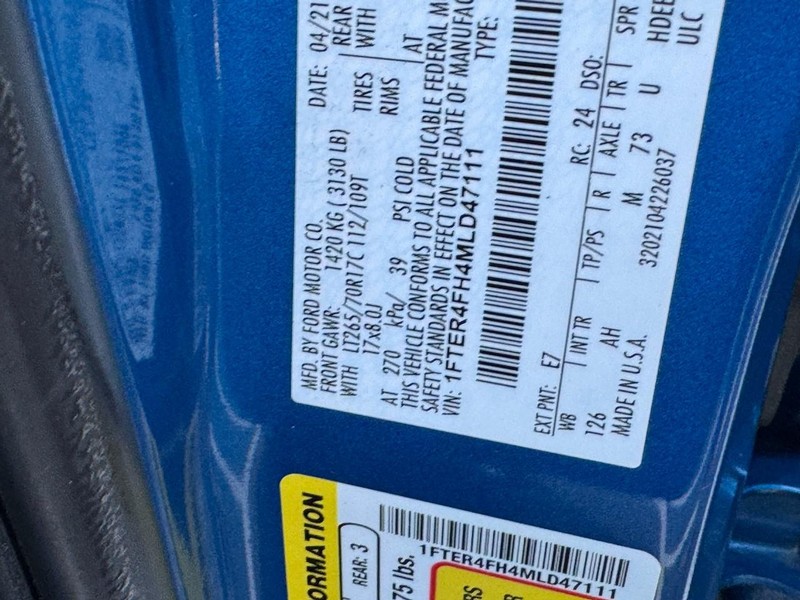 MFD. BY FORD MOTOR CO.
DATE: 04/21
FRONT GAWR: 1420 KG ( 3130 LB)
REAR
WITH LT265/70R17C 112/109T TIRES
WITH
17x8.0J RIMS
AT 270 kPa/ 39 PSI COLD AT
THIS VEHICLE CONFORMS TO ALL APPLICABLE FEDERAL M
SAFETY STANDARDS IN EFFECT ON THE DATE OF MANUFAC
VIN: 1FTER4FH4MLD47111
TYPE:
EXT PNT: E7 RC: 24 DSO:
WB INT TR TP/PS R AXLE TR SPR
126 AH M 73 U
HDEE
MADE IN U.S.A. 3202104226037
ULC
ORMATION
REAR: 3
75 lbs.
1FTER4FH4MLD47111